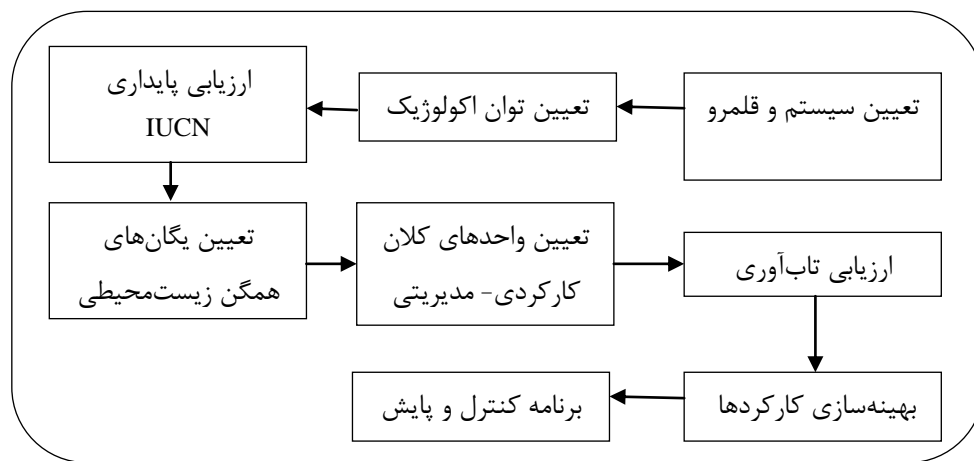 تعیین سیستم و قلمرو
تعیین توان اکولوژیک
ارزیابی پایداری
IUCN
تعیین یگان‌های
همگن زیست‌محیطی
تعیین واحدهای کلان
کارکردی- مدیریتی
ارزیابی تاب‌آوری
بهینه‌سازی کارکردها
برنامه کنترل و پایش